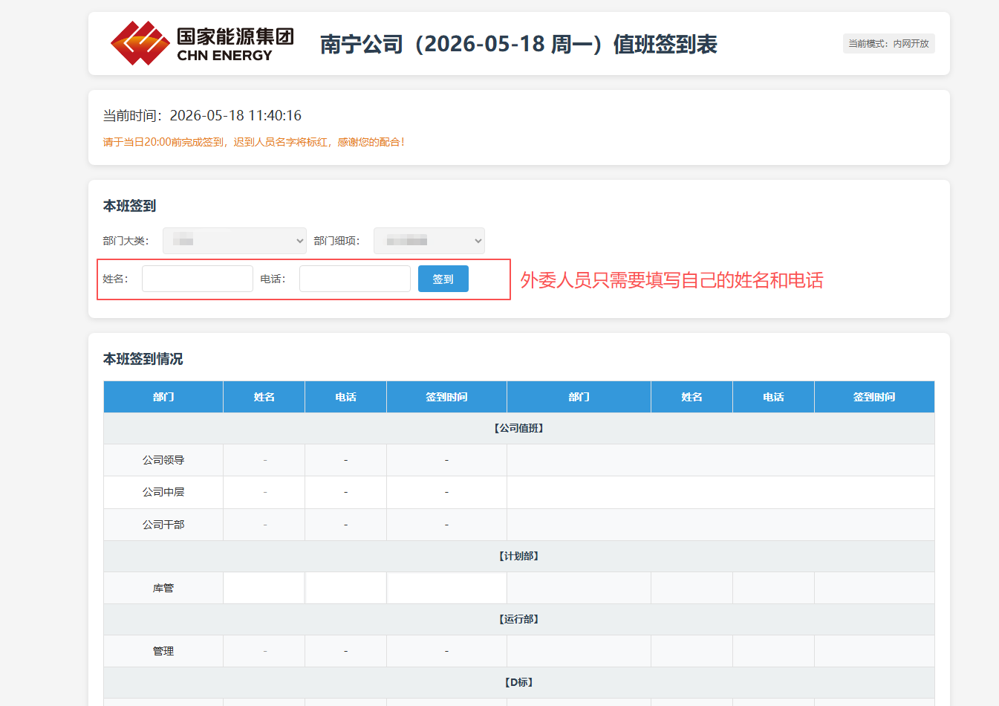 国家能源集团
CHN ENERGY
南宁公司（2026-05-18 周一）值班签到表
当前模式：内网开放
当前时间：2026-05-18 11:40:16
请于当日20:00前完成签到，迟到人员名字将标红，感谢您的配合！
本班签到
部门大类： 部门细项：
姓名： 电话： 签到
外委人员只需要填写自己的姓名和电话
本班签到情况
部门 姓名 电话 签到时间 部门 姓名 电话 签到时间
【公司值班】
公司领导 - - -
公司中层 - - -
公司干部 - - -
【计划部】
库管
【运行部】
管理 - - -
【D标】